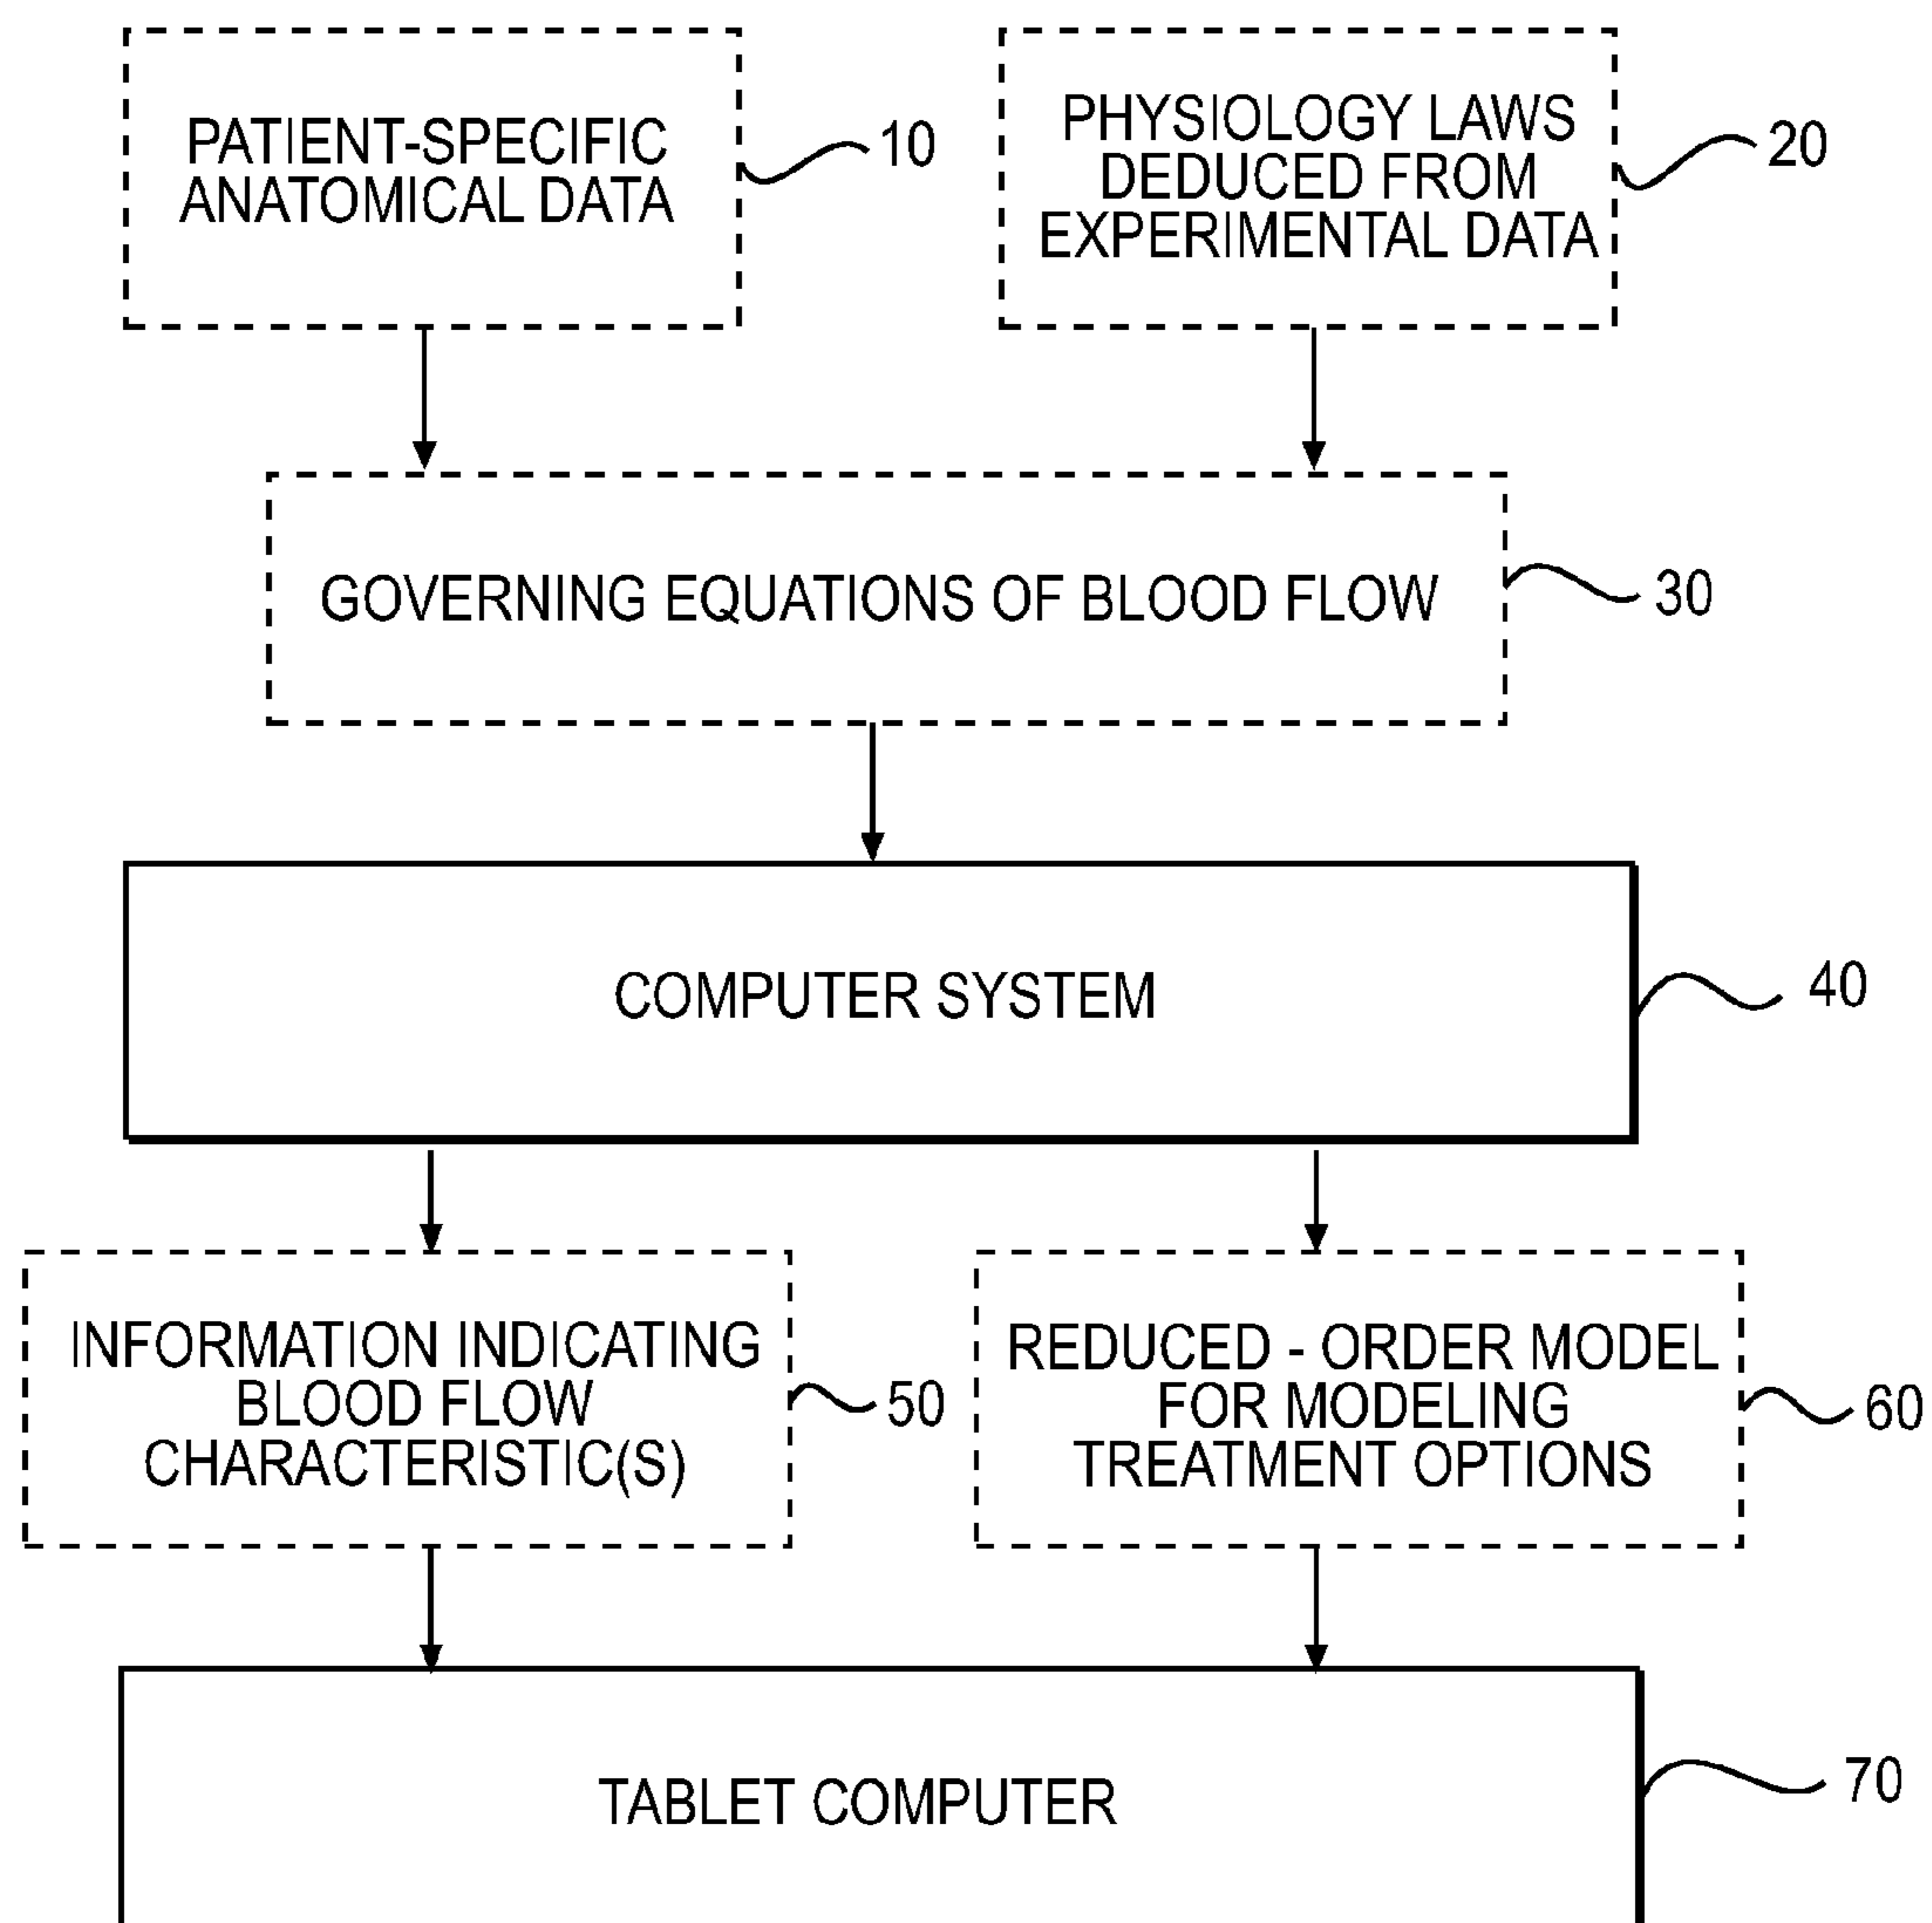 PATIENT-SPECIFIC
ANATOMICAL DATA
10
PHYSIOLOGY LAWS
DEDUCED FROM
EXPERIMENTAL DATA
20
GOVERNING EQUATIONS OF BLOOD FLOW
30
COMPUTER SYSTEM
40
INFORMATION INDICATING
BLOOD FLOW
CHARACTERISTIC(S)
50
REDUCED - ORDER MODEL
FOR MODELING
TREATMENT OPTIONS
60
TABLET COMPUTER
70